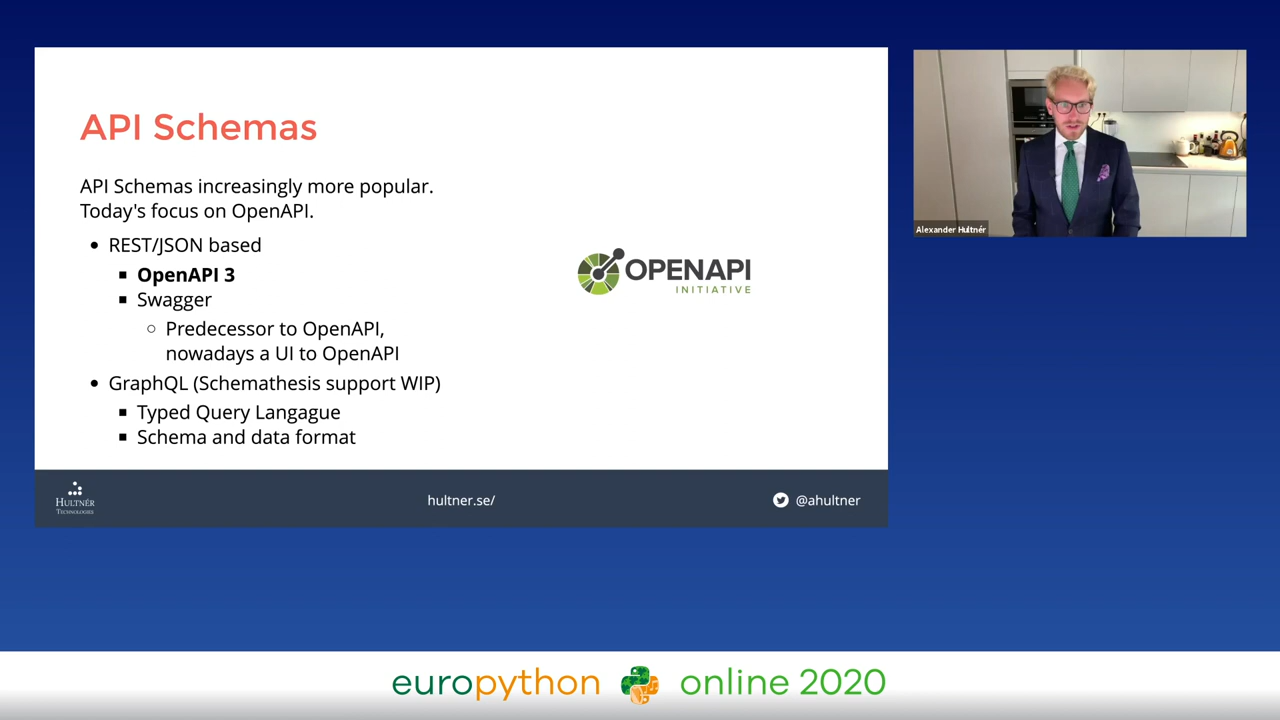 API Schemas
API Schemas increasingly more popular.
Today's focus on OpenAPI.
• REST/JSON based
▪ OpenAPI 3
▪ Swagger
○ Predecessor to OpenAPI,
nowadays a UI to OpenAPI
• GraphQL (Schemathesis support WIP)
▪ Typed Query Langague
▪ Schema and data format
OPENAPI
INITIATIVE
HULTNÉR
TECHNOLOGIES
hultner.se/
@ahultner
Alexander Hultnér
europython online 2020